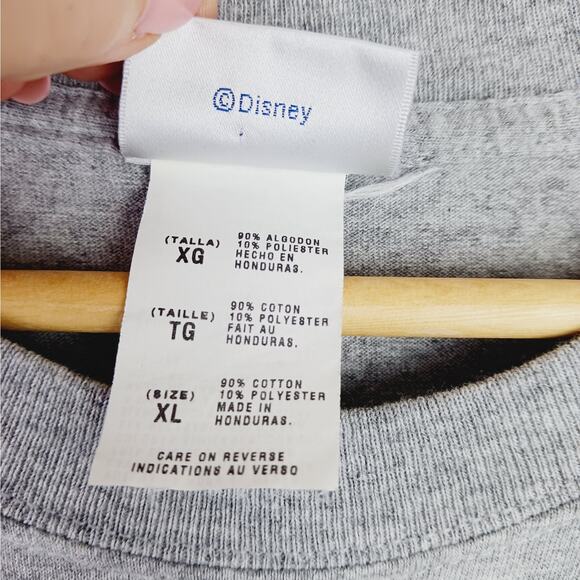 ©Disney
(TALLA)
XG
90% ALGODON
10% POLIESTER
HECHO EN
HONDURAS.
(TAILLE)
TG
90% COTON
10% POLYESTER
FAIT AU
HONDURAS.
(SIZE)
XL
90% COTTON
10% POLYESTER
MADE IN
HONDURAS.
CARE ON REVERSE
INDICATIONS AU VERSO